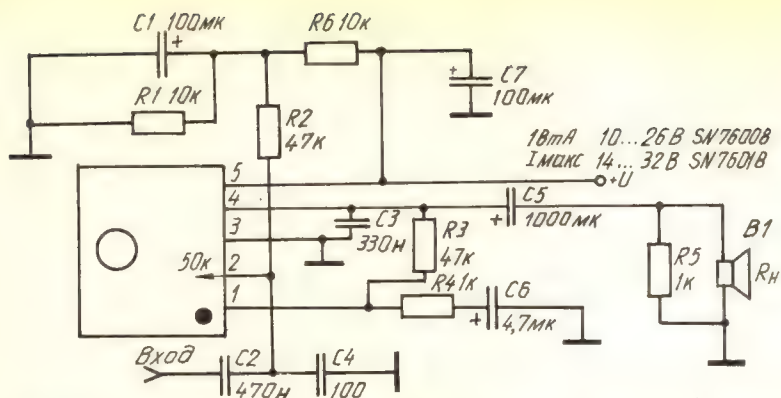 C1 100мк
+
R6 10к
R1 10к
R2
47к
+
C7
100мк
18mA 10...26В SN76008
Iмакс 14...32В SN76018
+U
5
4
3
2
1
50к
C3
330н
R3
47к
+
C5
1000мк
R5
1к
B1
Rн
R4 1к
+
C6
4,7мк
Вход
C2
470н
C4
100